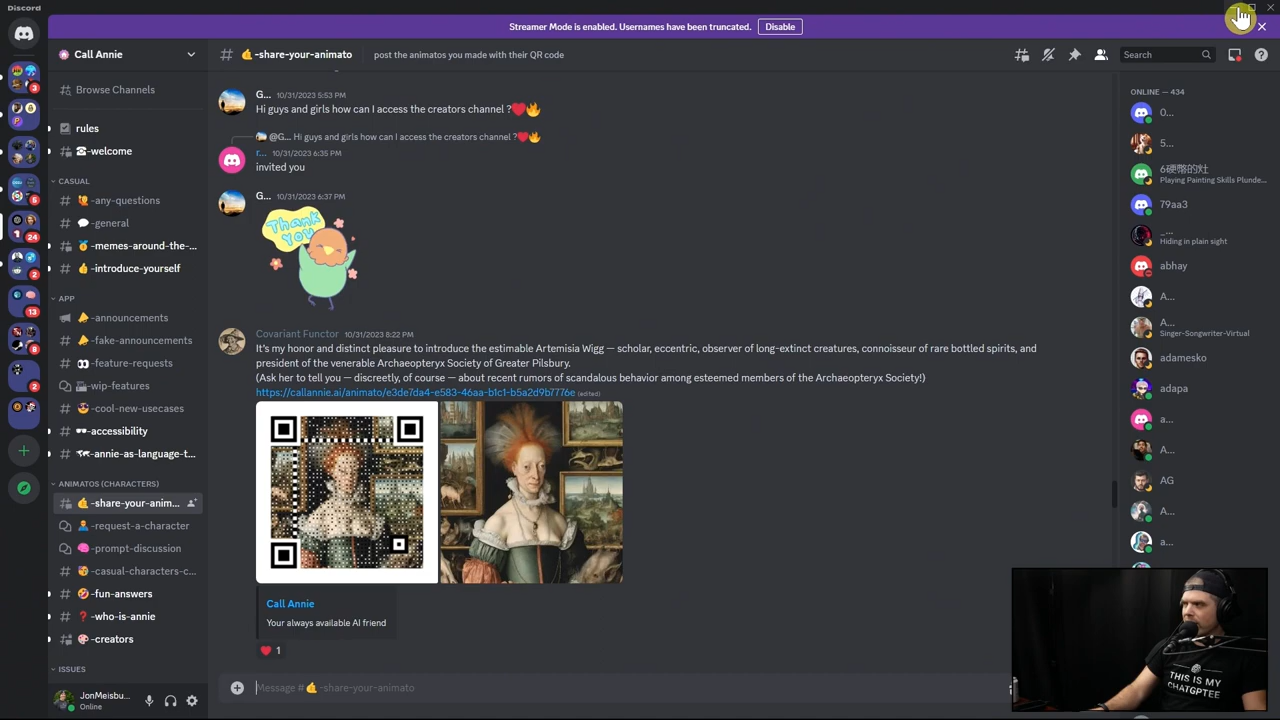 Discord
Streamer Mode is enabled. Usernames have been truncated.
Disable
Call Annie
-share-your-animato
post the animatos you made with their QR code
Search
Browse Channels
rules
-welcome
CASUAL
-any-questions
-general
-memes-around-the-...
-introduce-yourself
APP
-announcements
-fake-announcements
-feature-requests
-wip-features
-cool-new-usecases
-accessibility
-annie-as-language-t...
ANIMATOS (CHARACTERS)
-share-your-anim...
-request-a-character
-prompt-discussion
-casual-characters-c...
-fun-answers
-who-is-annie
-creators
ISSUES
JonMeisbu...
Online
3
5
1
24
2
13
8
2
G... 10/31/2023 5:53 PM
Hi guys and girls how can I access the creators channel ?
@G... Hi guys and girls how can I access the creators channel ?
r... 10/31/2023 6:35 PM
invited you
G... 10/31/2023 6:37 PM
Thank
you
Covariant Functor 10/31/2023 8:22 PM
It's my honor and distinct pleasure to introduce the estimable Artemisia Wigg — scholar, eccentric, observer of long-extinct creatures, connoisseur of rare bottled spirits, and
president of the venerable Archaeopteryx Society of Greater Pilsbury.
(Ask her to tell you — discreetly, of course — about recent rumors of scandalous behavior among esteemed members of the Archaeopteryx Society!)
https://callannie.ai/animato/e3de7da4-e583-46aa-b1c1-b5a2d9b7776e (edited)
Call Annie
Your always available AI friend
1
Message # -share-your-animato
ONLINE — 434
0...
5...
6硬幣的灶
Playing Painting Skills Plunde...
79aa3
_...
Hiding in plain sight
abhay
A...
A...
Singer-Songwriter-Virtual
adamesko
adapa
a...
A...
AG
A...
a...
THIS IS MY
CHATGPTEE